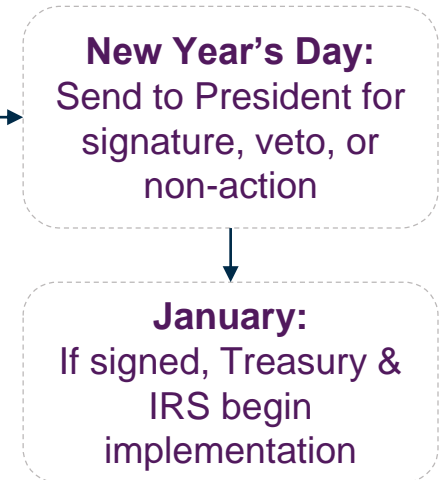 New Year’s Day:
Send to President for
signature, veto, or
non-action
January:
If signed, Treasury &
IRS begin
implementation